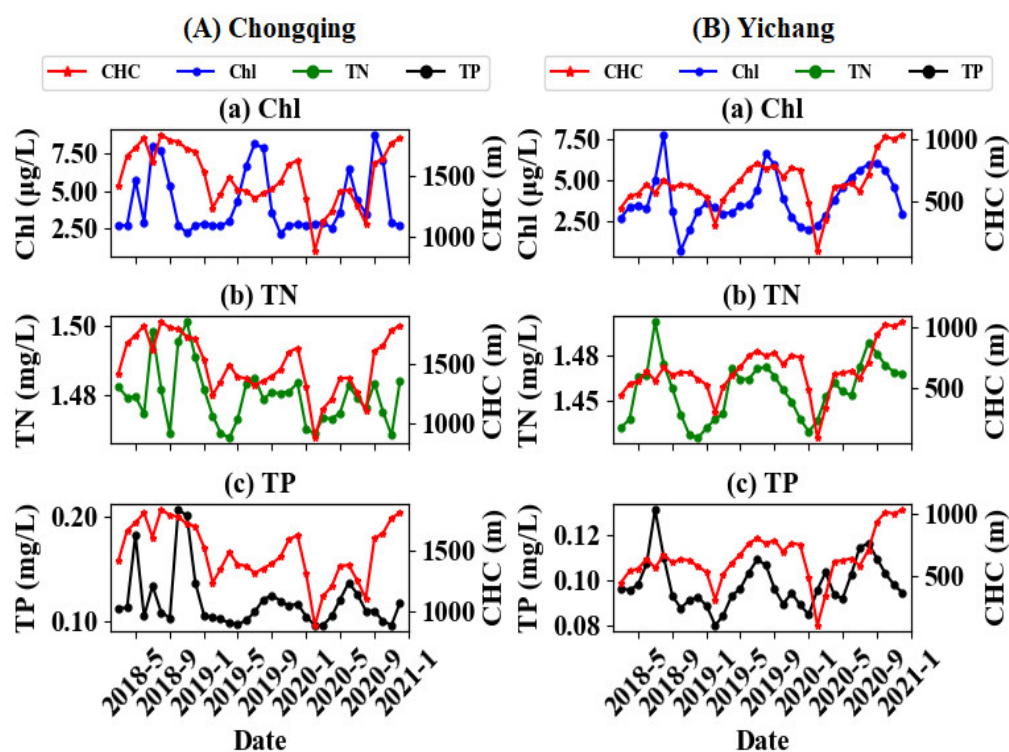 (A) Chongqing
CHC Chl TN TP
(a) Chl
Chl (μg/L)
7.50
5.00
2.50
1500
1000
CHC (m)
(b) TN
TN (mg/L)
1.50
1.48
1500
1000
CHC (m)
(c) TP
TP (mg/L)
0.20
0.10
1500
1000
CHC (m)
2018-5 2018-9 2019-1 2019-5 2019-9 2020-1 2020-5 2020-9 2021-1
Date
(B) Yichang
CHC Chl TN TP
(a) Chl
Chl (μg/L)
7.50
5.00
2.50
1000
500
CHC (m)
(b) TN
TN (mg/L)
1.48
1.45
1000
500
CHC (m)
(c) TP
TP (mg/L)
0.12
0.10
0.08
1000
500
CHC (m)
2018-5 2018-9 2019-1 2019-5 2019-9 2020-1 2020-5 2020-9 2021-1
Date